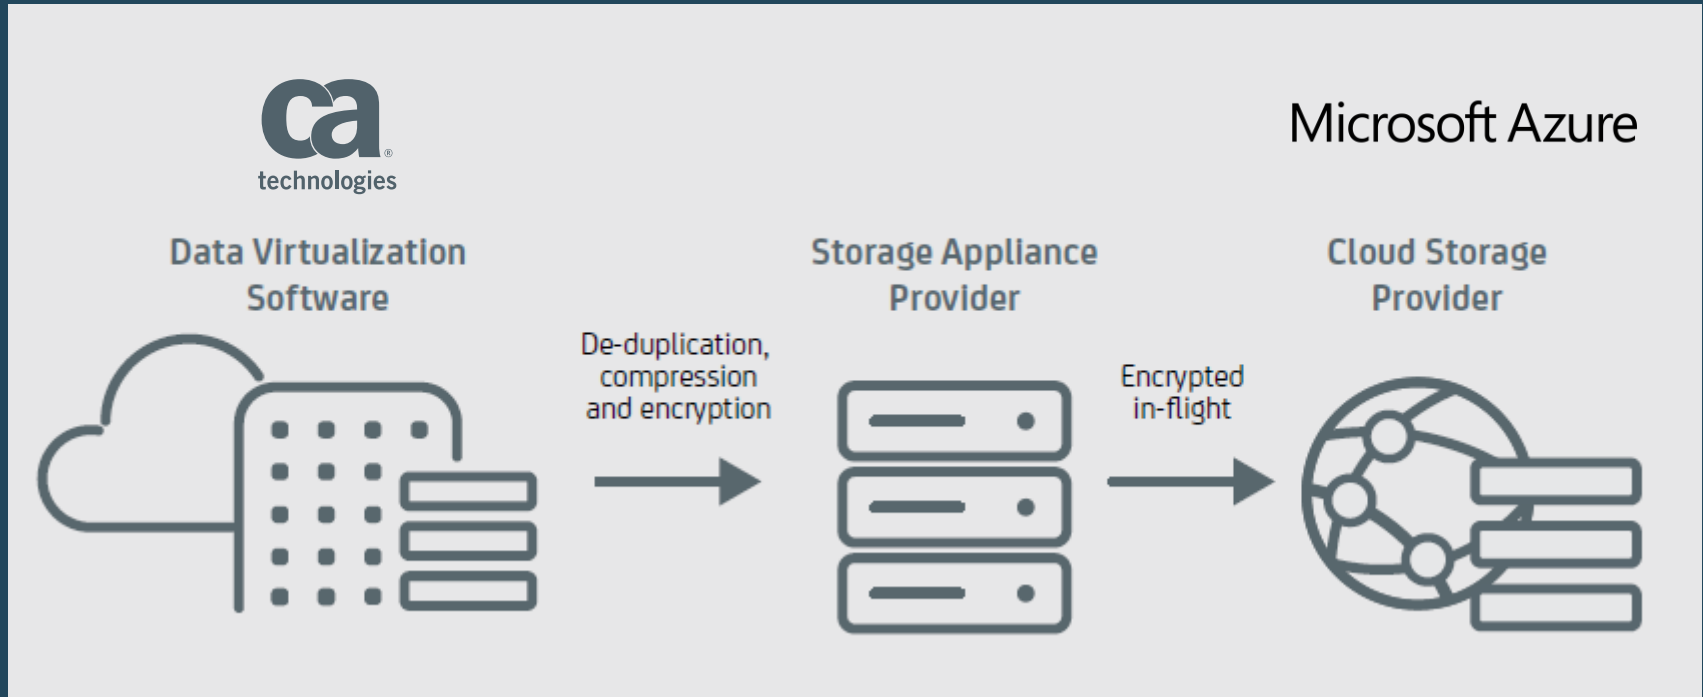 ca®
technologies
Microsoft Azure
Data Virtualization
Software
Storage Appliance
Provider
Cloud Storage
Provider
De-duplication,
compression
and encryption
Encrypted
in-flight